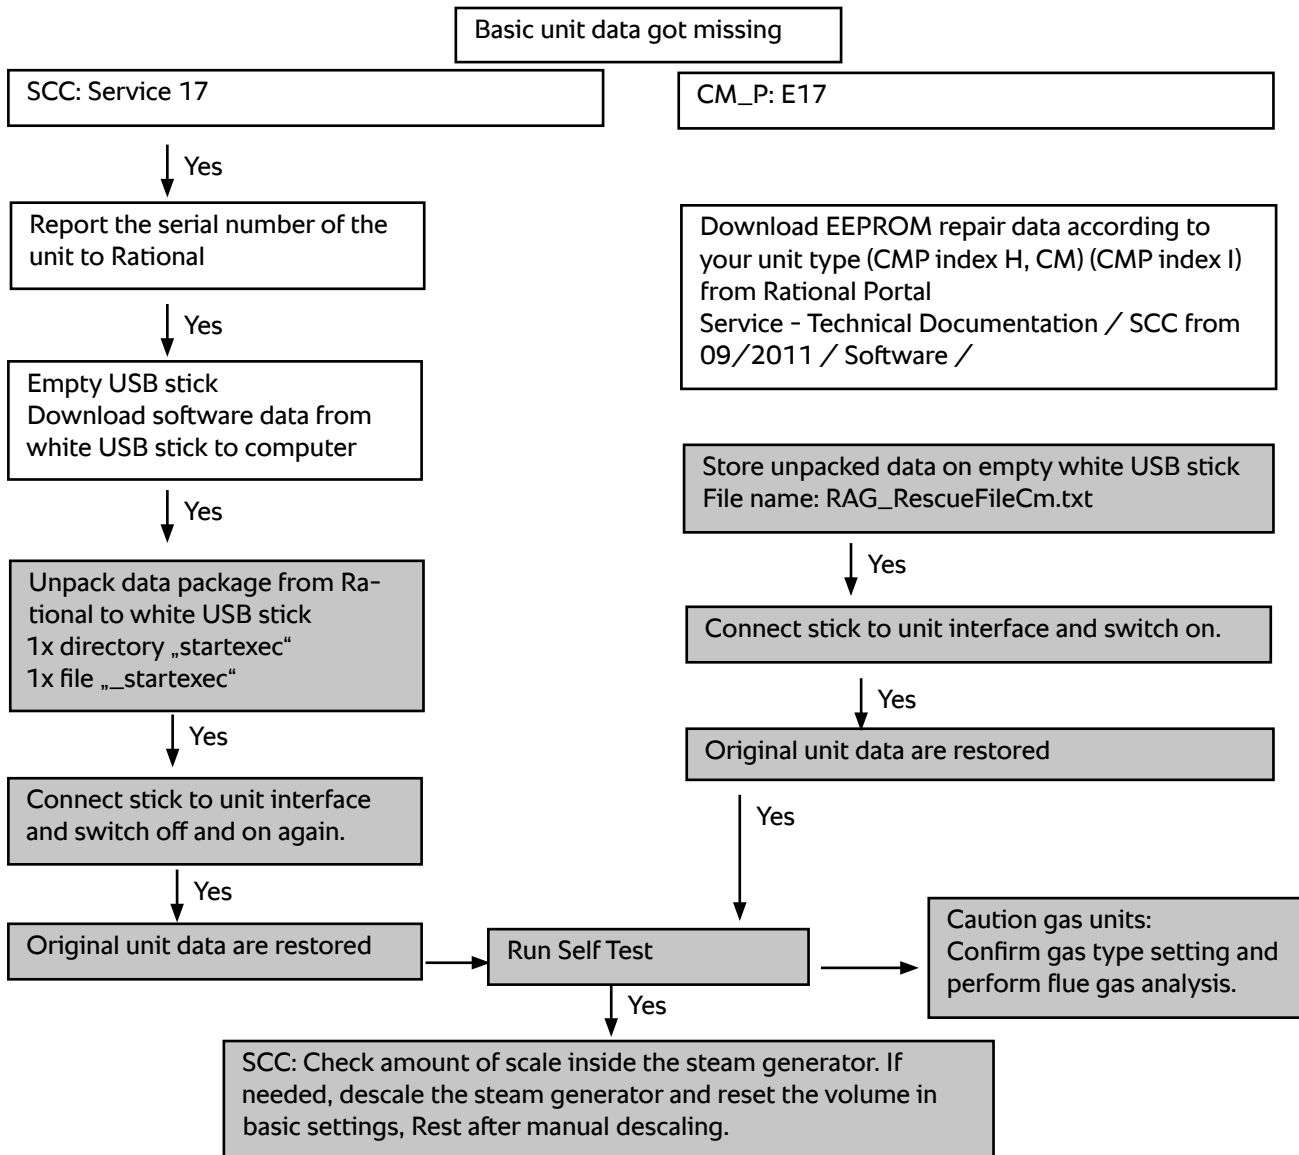 Basic unit data got missing
SCC: Service 17
Yes
Report the serial number of the
unit to Rational
Yes
Empty USB stick
Download software data from
white USB stick to computer
Yes
Unpack data package from Ra-
tional to white USB stick
1x directory „startexec“
1x file „_startexec“
Yes
Connect stick to unit interface
and switch off and on again.
Yes
Original unit data are restored
CM_P: E17
Download EEPROM repair data according to
your unit type (CMP index H, CM) (CMP index I)
from Rational Portal
Service - Technical Documentation / SCC from
09/2011 / Software /
Store unpacked data on empty white USB stick
File name: RAG_RescueFileCm.txt
Yes
Connect stick to unit interface and switch on.
Yes
Original unit data are restored
Yes
Run Self Test
Caution gas units:
Confirm gas type setting and
perform flue gas analysis.
Yes
SCC: Check amount of scale inside the steam generator. If
needed, descale the steam generator and reset the volume in
basic settings, Rest after manual descaling.